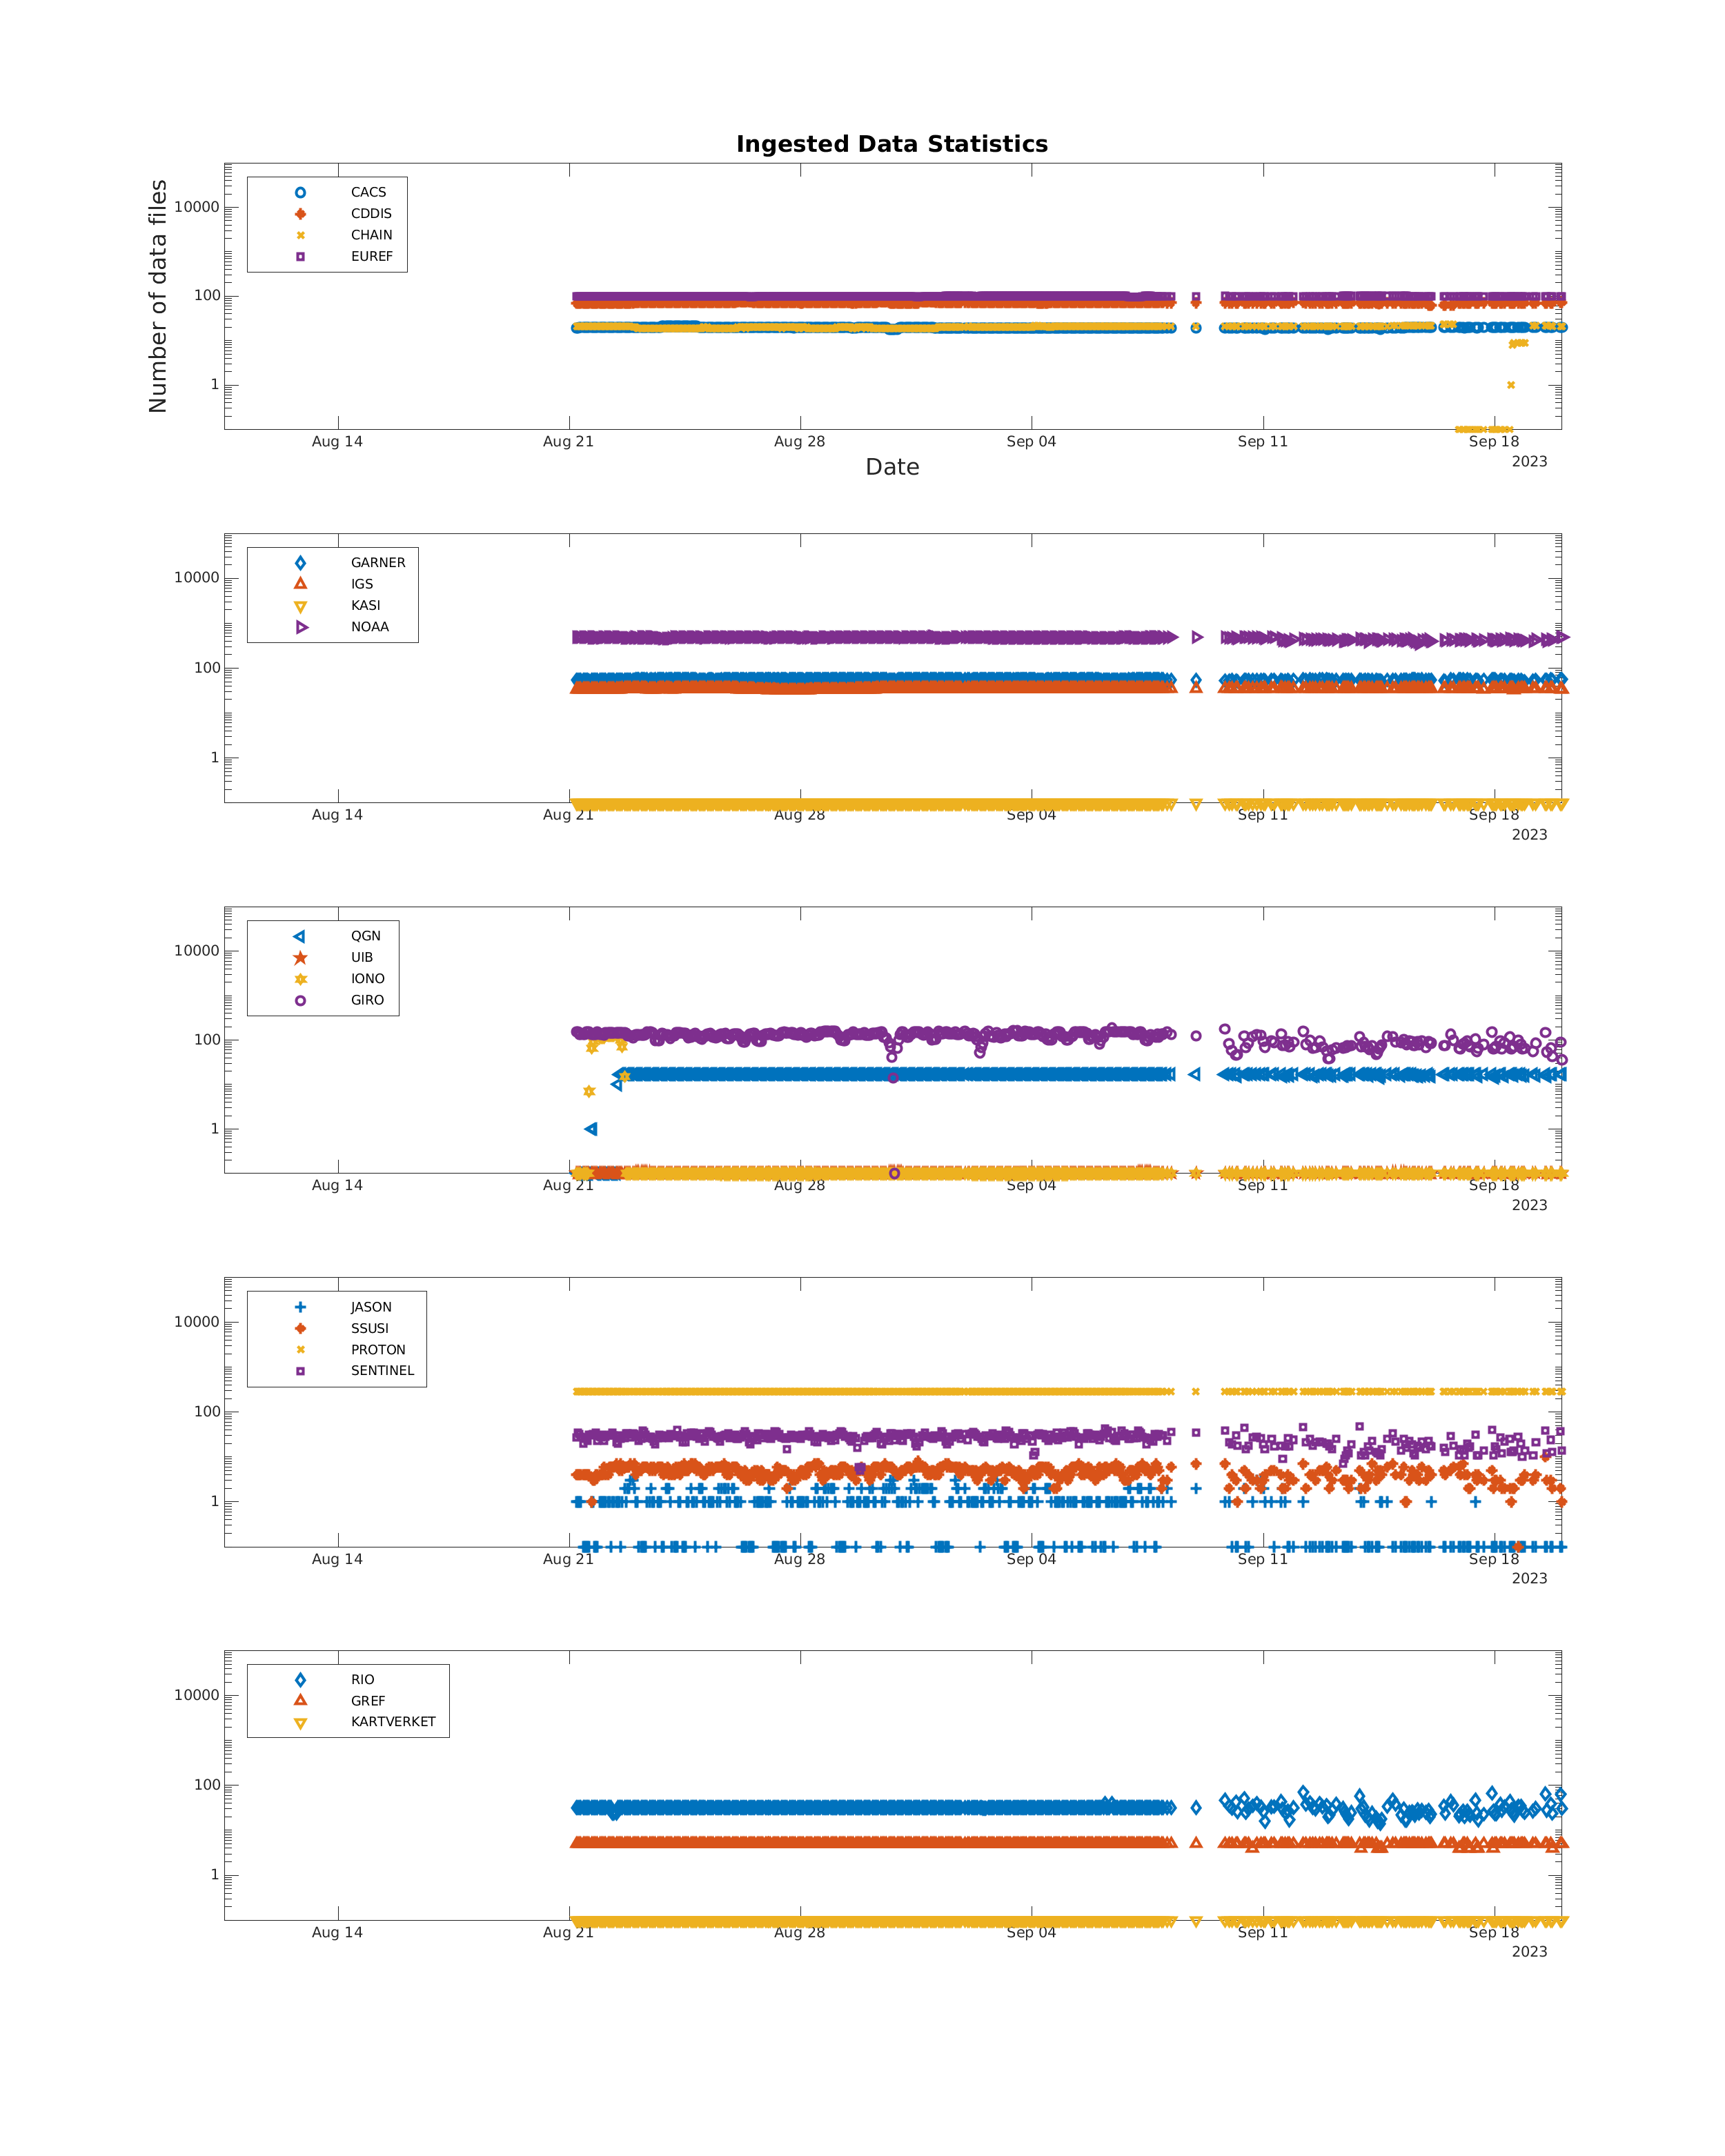 Ingested Data Statistics
Number of data files
CACS
CDDIS
CHAIN
EUREF
10000
100
1
Aug 14 Aug 21 Aug 28 Sep 04 Sep 11 Sep 18
2023
Date
GARNER
IGS
KASI
NOAA
10000
100
1
Aug 14 Aug 21 Aug 28 Sep 04 Sep 11 Sep 18
2023
QGN
UIB
IONO
GIRO
10000
100
1
Aug 14 Aug 21 Aug 28 Sep 04 Sep 11 Sep 18
2023
JASON
SSUSI
PROTON
SENTINEL
10000
100
1
Aug 14 Aug 21 Aug 28 Sep 04 Sep 11 Sep 18
2023
RIO
GREF
KARTVERKET
10000
100
1
Aug 14 Aug 21 Aug 28 Sep 04 Sep 11 Sep 18
2023